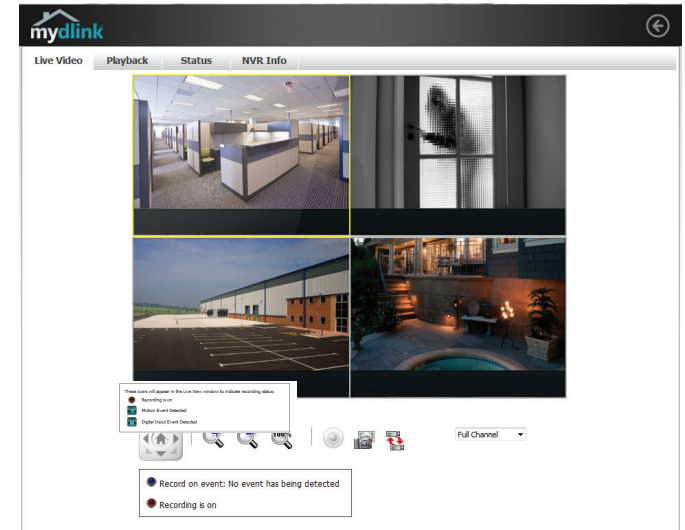 mydlink
Live Video Playback Status NVR Info
These icons will appear in the Live View window to indicate recording status:
Recording is on
Motion Event Detected
Digital Input Event Detected
100%
Full Channel
Record on event: No event has being detected
Recording is on